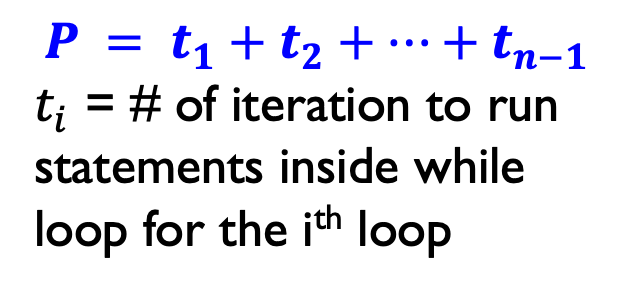 P = t₁ + t₂ + ⋯ + tₙ₋₁
tᵢ = # of iteration to run
statements inside while
loop for the iᵗʰ loop